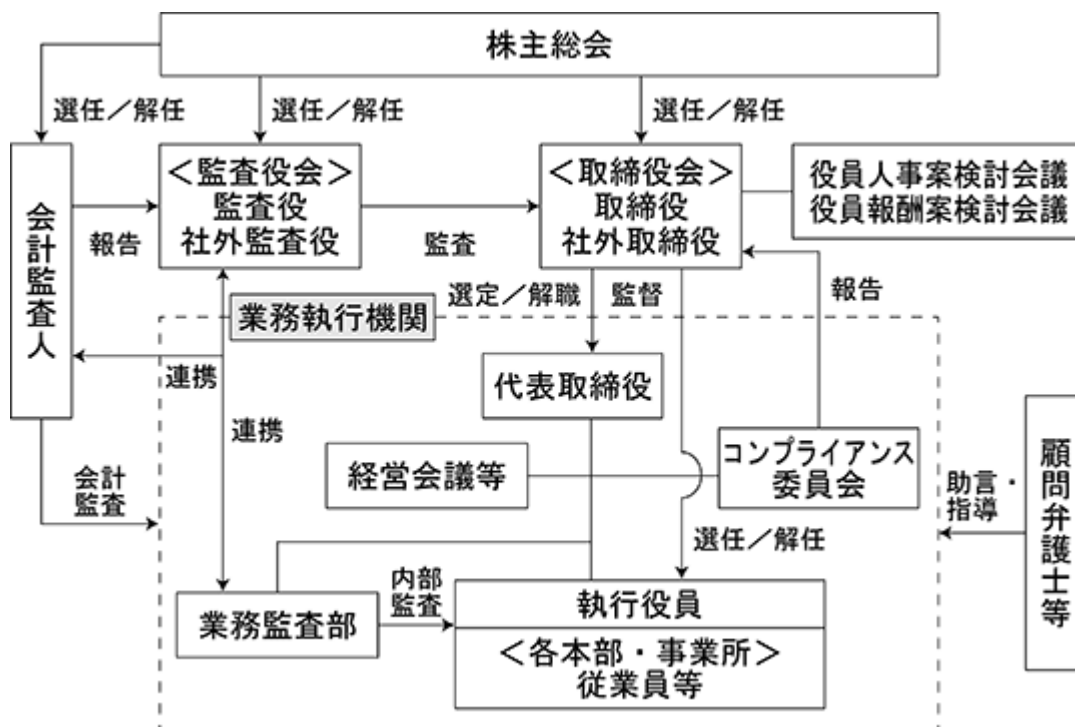 株主総会
選任／解任
選任／解任
選任／解任
会計監査人
＜監査役会＞
監査役
社外監査役
＜取締役会＞
取締役
社外取締役
役員人事案検討会議
役員報酬案検討会議
報告
監査
選定／解職
監督
報告
業務執行機関
連携
連携
代表取締役
経営会議等
コンプライアンス
委員会
会計
監査
助言・
指導
顧問弁護士等
選任／解任
業務監査部
内部
監査
執行役員
＜各本部・事業所＞
従業員等